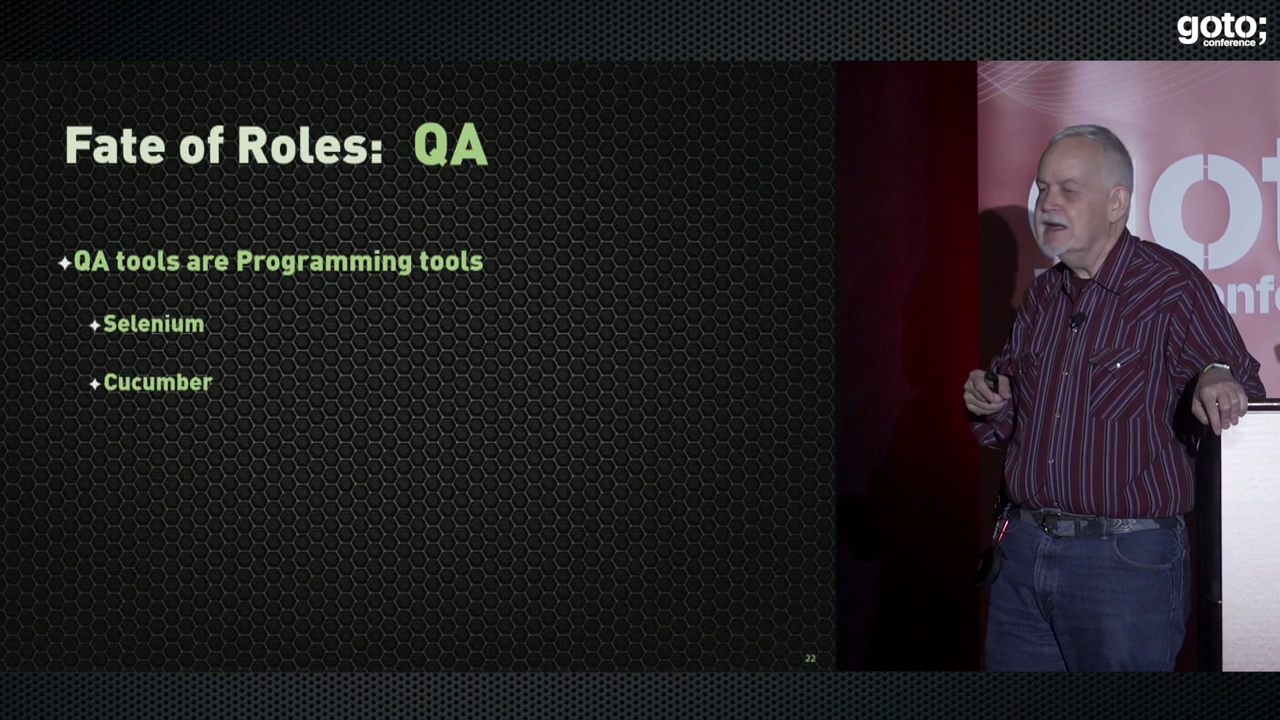 goto;
conference
Fate of Roles: QA
QA tools are Programming tools
Selenium
Cucumber
22